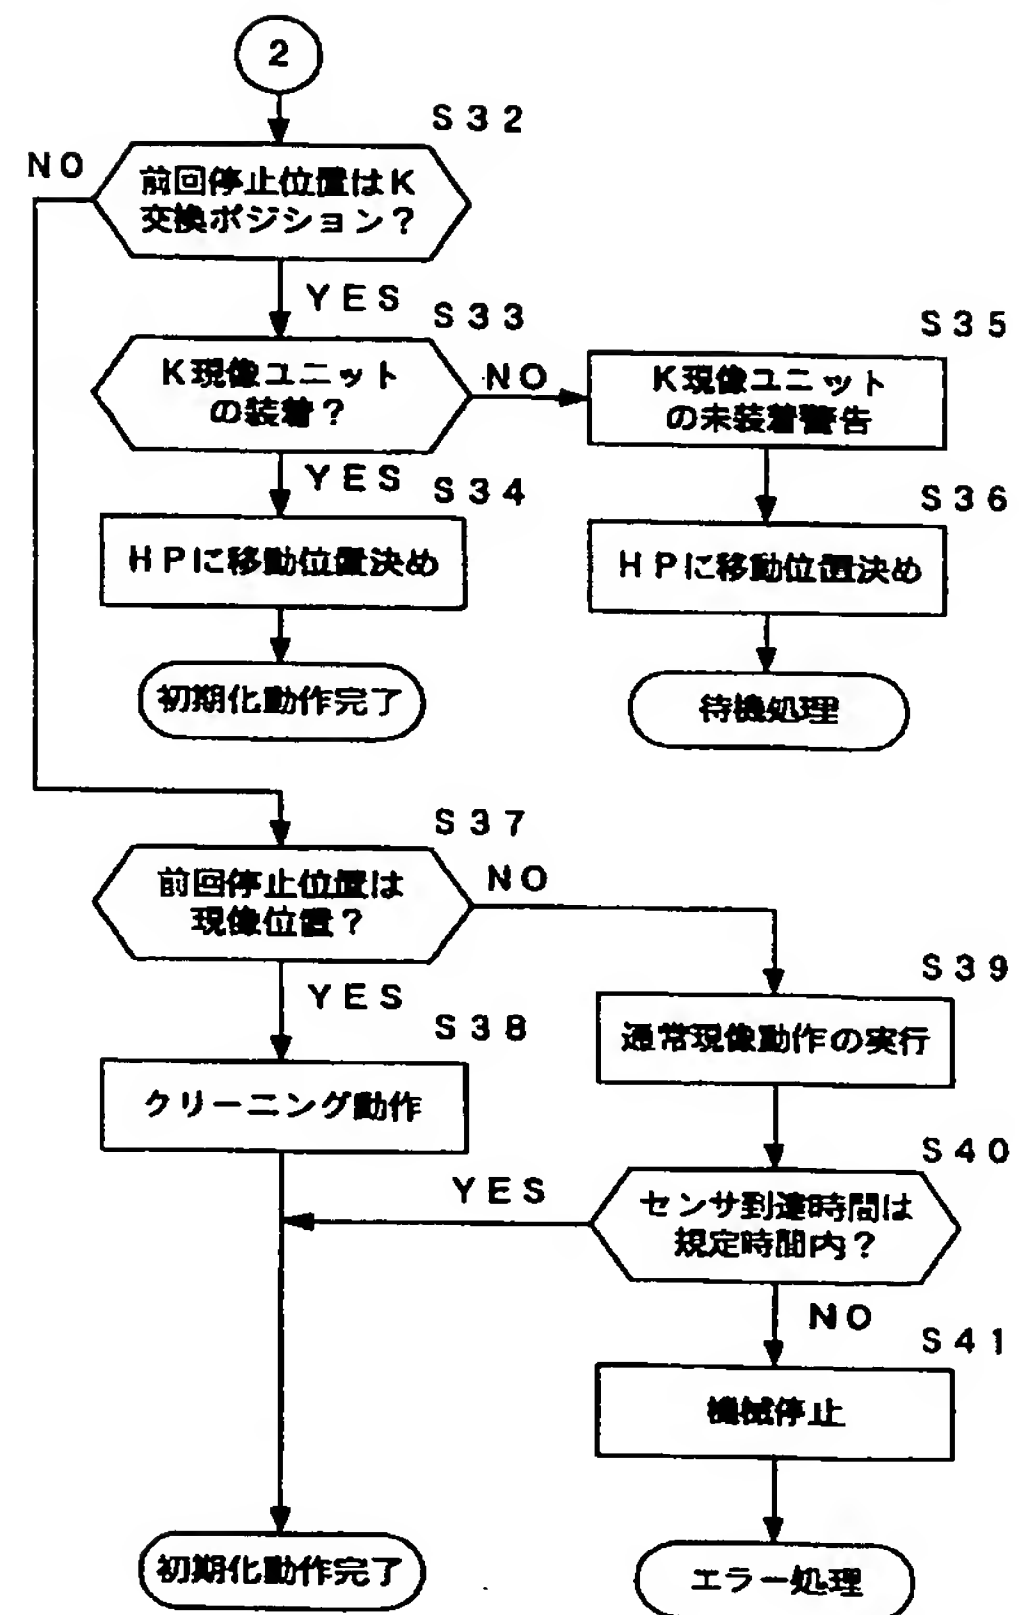 2
S32
NO
前回停止位置はK
交換ポジション？
YES
S33
K現像ユニット
の装着？
NO
S35
K現像ユニット
の未装着警告
YES
S34
HPに移動位置決め
S36
HPに移動位置決め
初期化動作完了
待機処理
S37
前回停止位置は
現像位置？
NO
YES
S38
クリーニング動作
S39
通常現像動作の実行
S40
センサ到達時間は
規定時間内？
YES
NO
S41
機械停止
初期化動作完了
エラー処理